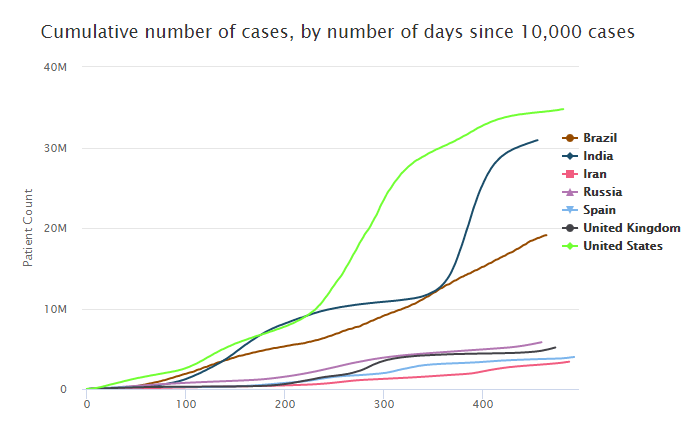 Cumulative number of cases, by number of days since 10,000 cases
40M
30M
20M
10M
0
Patient Count
0 100 200 300 400
Brazil
India
Iran
Russia
Spain
United Kingdom
United States